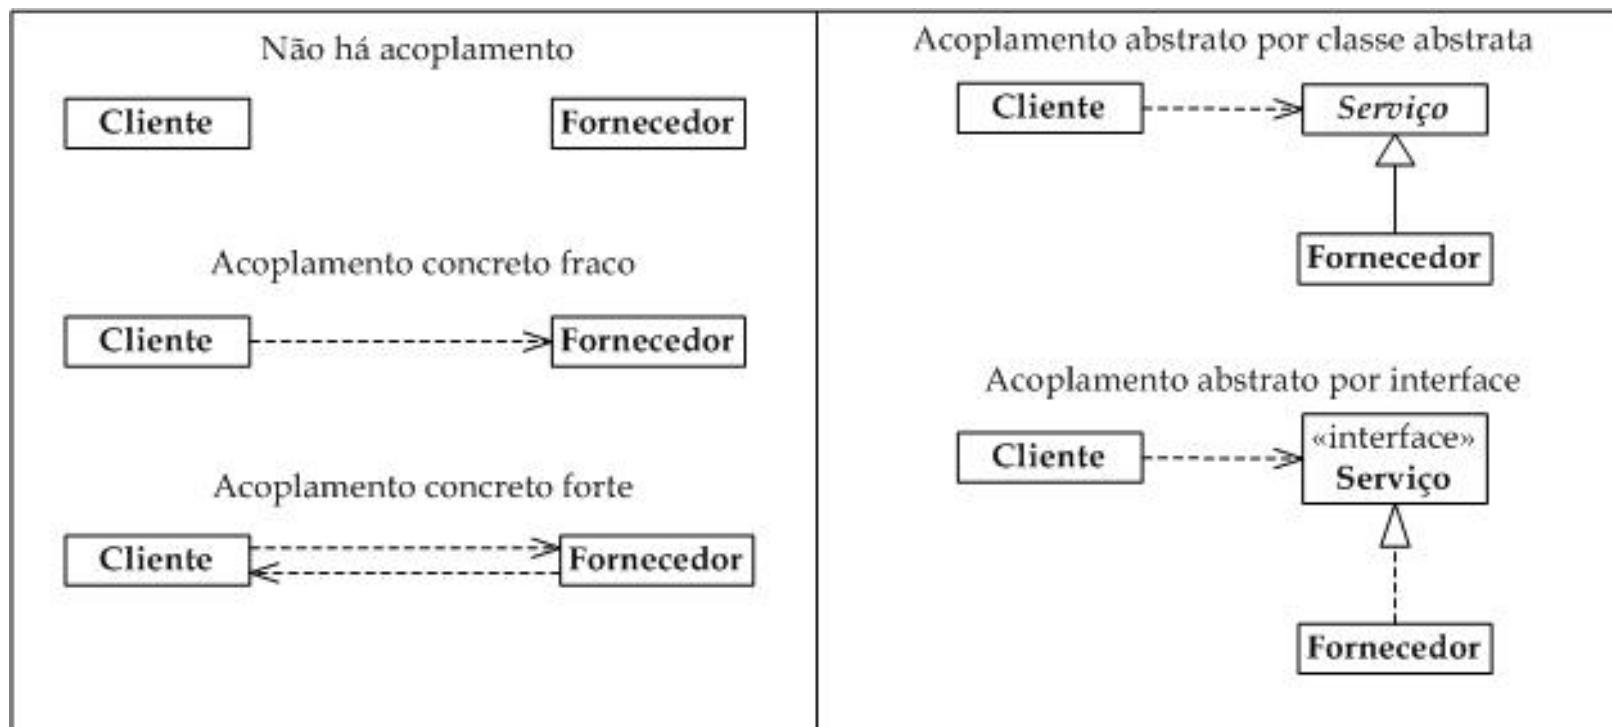 Não há acoplamento
Cliente
Fornecedor
Acoplamento concreto fraco
Cliente
Fornecedor
Acoplamento concreto forte
Cliente
Fornecedor
Acoplamento abstrato por classe abstrata
Cliente
Serviço
Fornecedor
Acoplamento abstrato por interface
Cliente
«interface»
Serviço
Fornecedor